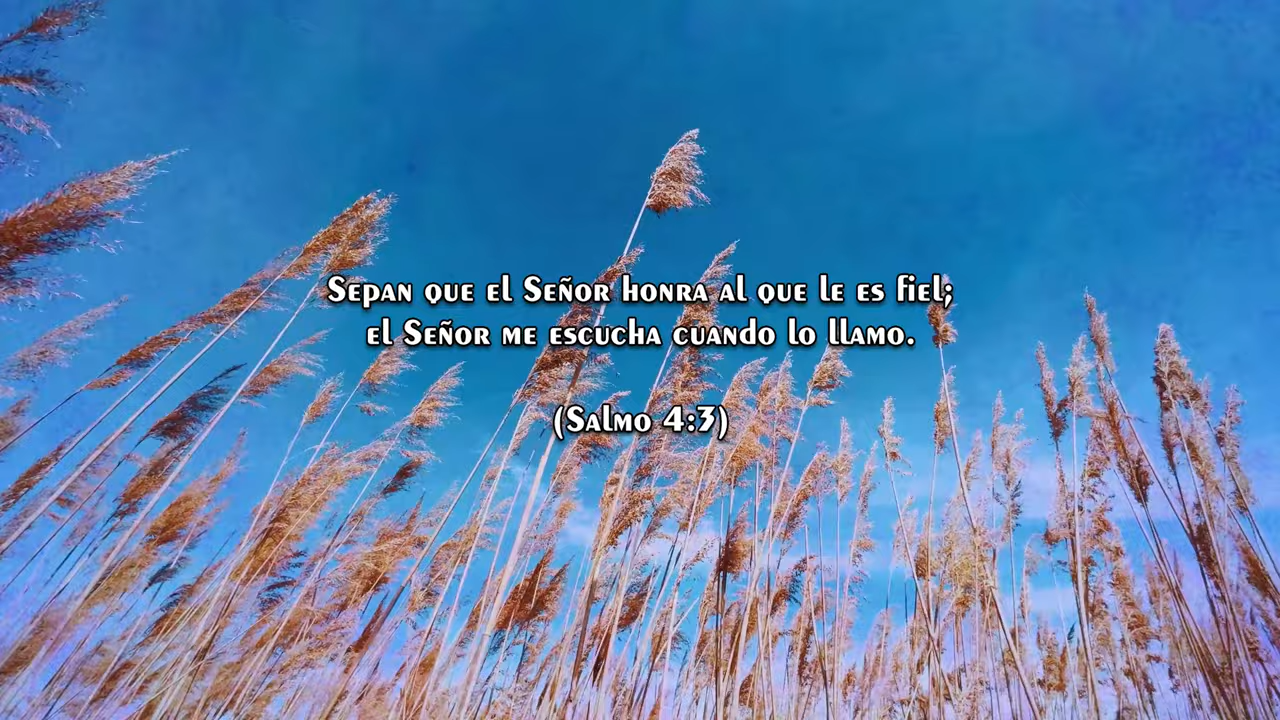 Sepan que el Señor honra al que le es fiel;
el Señor me escucha cuando lo llamo.
(Salmo 4:3)